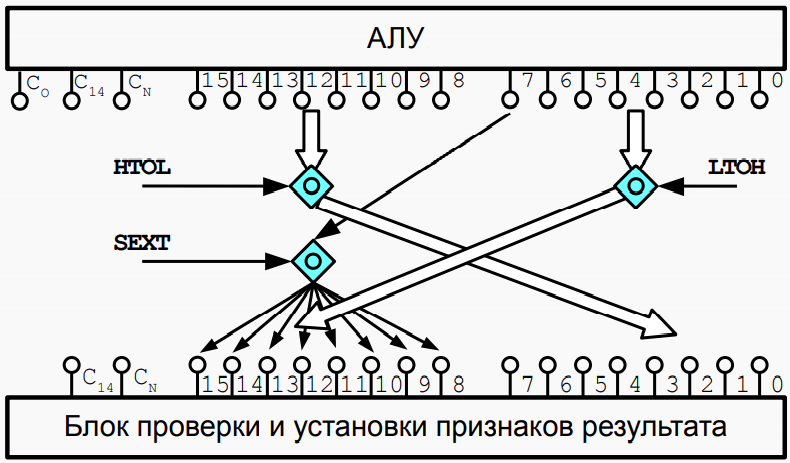 АЛУ
C0 C14 CN 15 14 13 12 11 10 9 8 7 6 5 4 3 2 1 0
HTOL LTOH
SEXT
C14 CN 15 14 13 12 11 10 9 8 7 6 5 4 3 2 1 0
Блок проверки и установки признаков результата